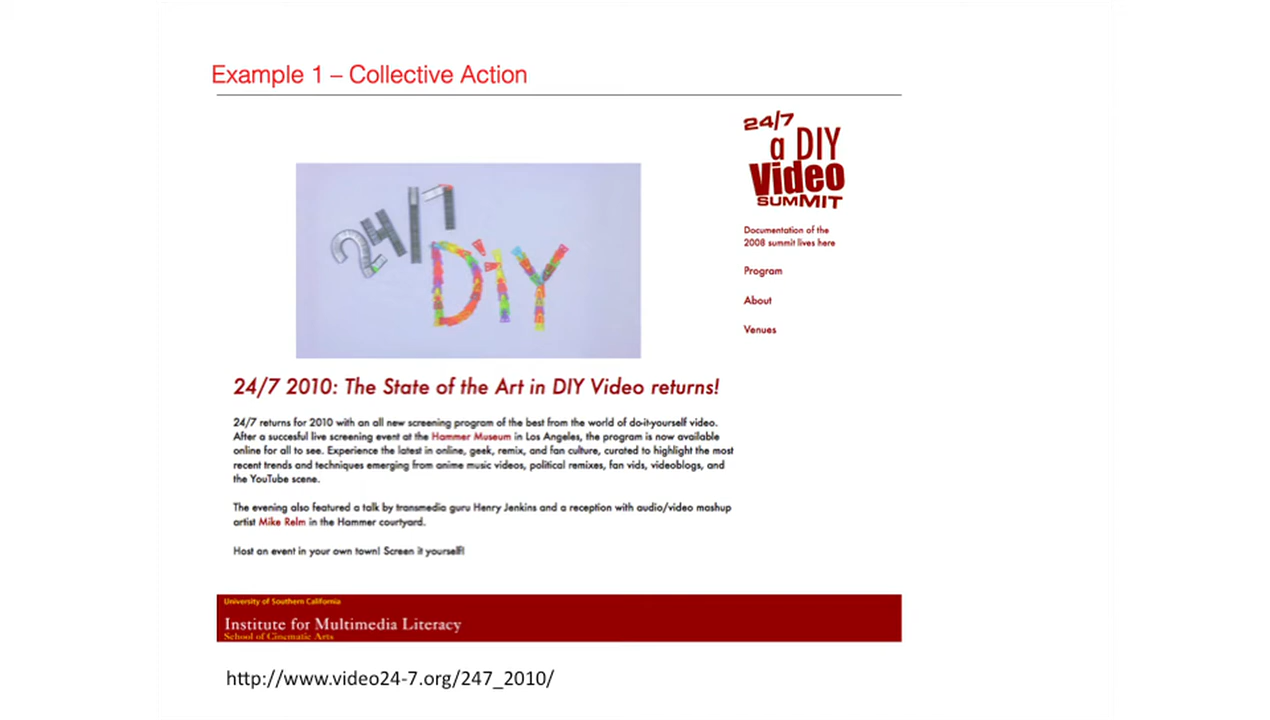 Example 1 – Collective Action
24/7
DiY
24/7
a DIY
Video
SUMMIT
Documentation of the
2008 summit lives here
Program
About
Venues
24/7 2010: The State of the Art in DIY Video returns!
24/7 returns for 2010 with an all new screening program of the best from the world of do-it-yourself video.
After a succesful live screening event at the Hammer Museum in Los Angeles, the program is now available
online for all to see. Experience the latest in online, geek, remix, and fan culture, curated to highlight the most
recent trends and techniques emerging from anime music videos, political remixes, fan vids, videoblogs, and
the YouTube scene.
The evening also featured a talk by transmedia guru Henry Jenkins and a reception with audio/video mashup
artist Mike Relm in the Hammer courtyard.
Host an event in your own town! Screen it yourself!
University of Southern California
Institute for Multimedia Literacy
School of Cinematic Arts
http://www.video24-7.org/247_2010/